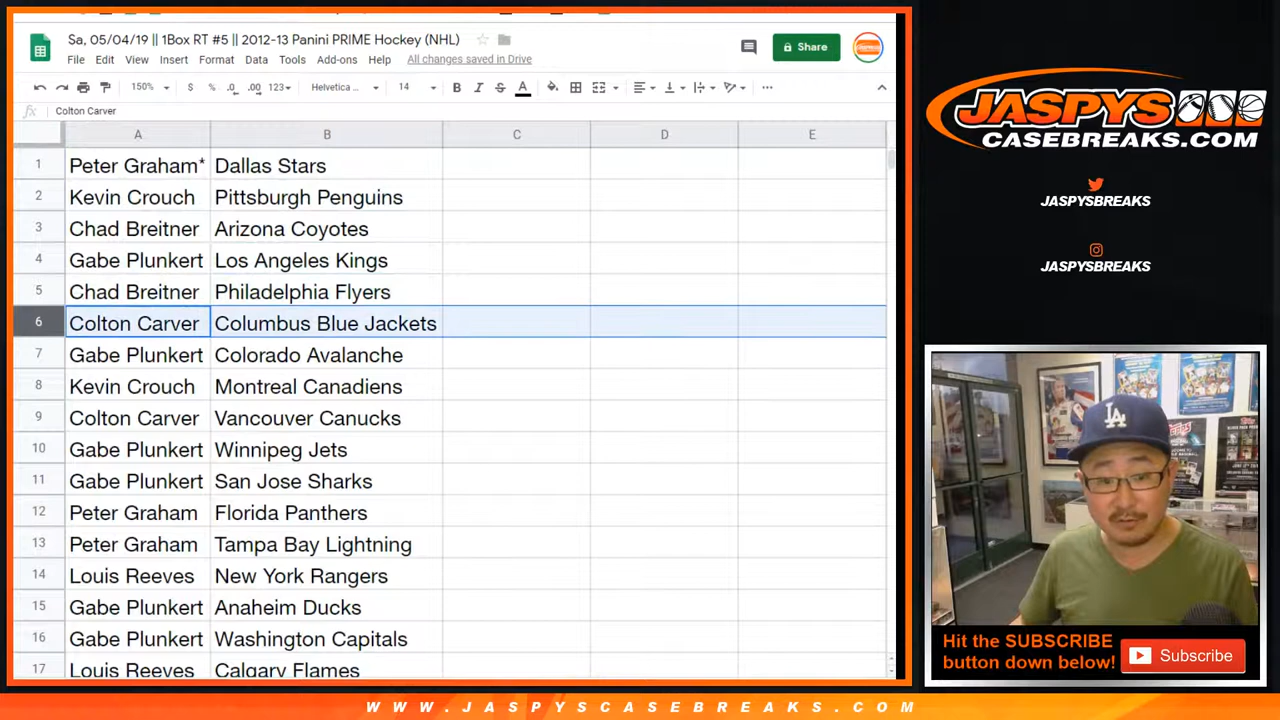 Sa, 05/04/19 || 1Box RT #5 || 2012-13 Panini PRIME Hockey (NHL)
File Edit View Insert Format Data Tools Add-ons Help All changes saved in Drive
Share
150% $ % .0 .00 123 Helvetica ... 14 B I S A
fx Colton Carver
A B C D E
1 Peter Graham* Dallas Stars
2 Kevin Crouch Pittsburgh Penguins
3 Chad Breitner Arizona Coyotes
4 Gabe Plunkert Los Angeles Kings
5 Chad Breitner Philadelphia Flyers
6 Colton Carver Columbus Blue Jackets
7 Gabe Plunkert Colorado Avalanche
8 Kevin Crouch Montreal Canadiens
9 Colton Carver Vancouver Canucks
10 Gabe Plunkert Winnipeg Jets
11 Gabe Plunkert San Jose Sharks
12 Peter Graham Florida Panthers
13 Peter Graham Tampa Bay Lightning
14 Louis Reeves New York Rangers
15 Gabe Plunkert Anaheim Ducks
16 Gabe Plunkert Washington Capitals
17 Louis Reeves Calgary Flames
JASPYS
CASEBREAKS.COM
JASPYSBREAKS
JASPYSBREAKS
LA
Hit the SUBSCRIBE
button down below!
Subscribe
WWW.JASPYSCASEBREAKS.COM